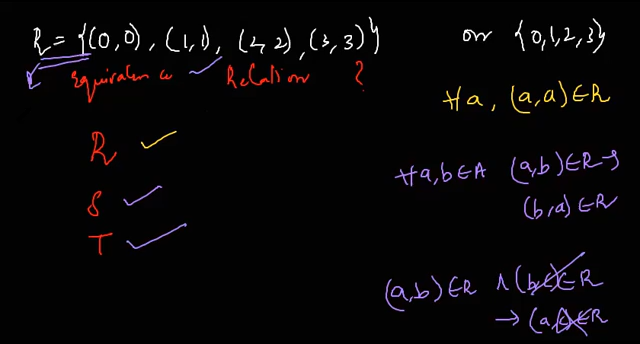 R = {(0,0), (1,1), (2,2), (3,3)} on {0,1,2,3}
Equivalence Relation ?
∀a, (a,a) ∈ R
R
∀a,b ∈ A (a,b) ∈ R →
(b,a) ∈ R
S
T
(a,b) ∈ R ∧ (b,c) ∈ R
→ (a,c) ∈ R